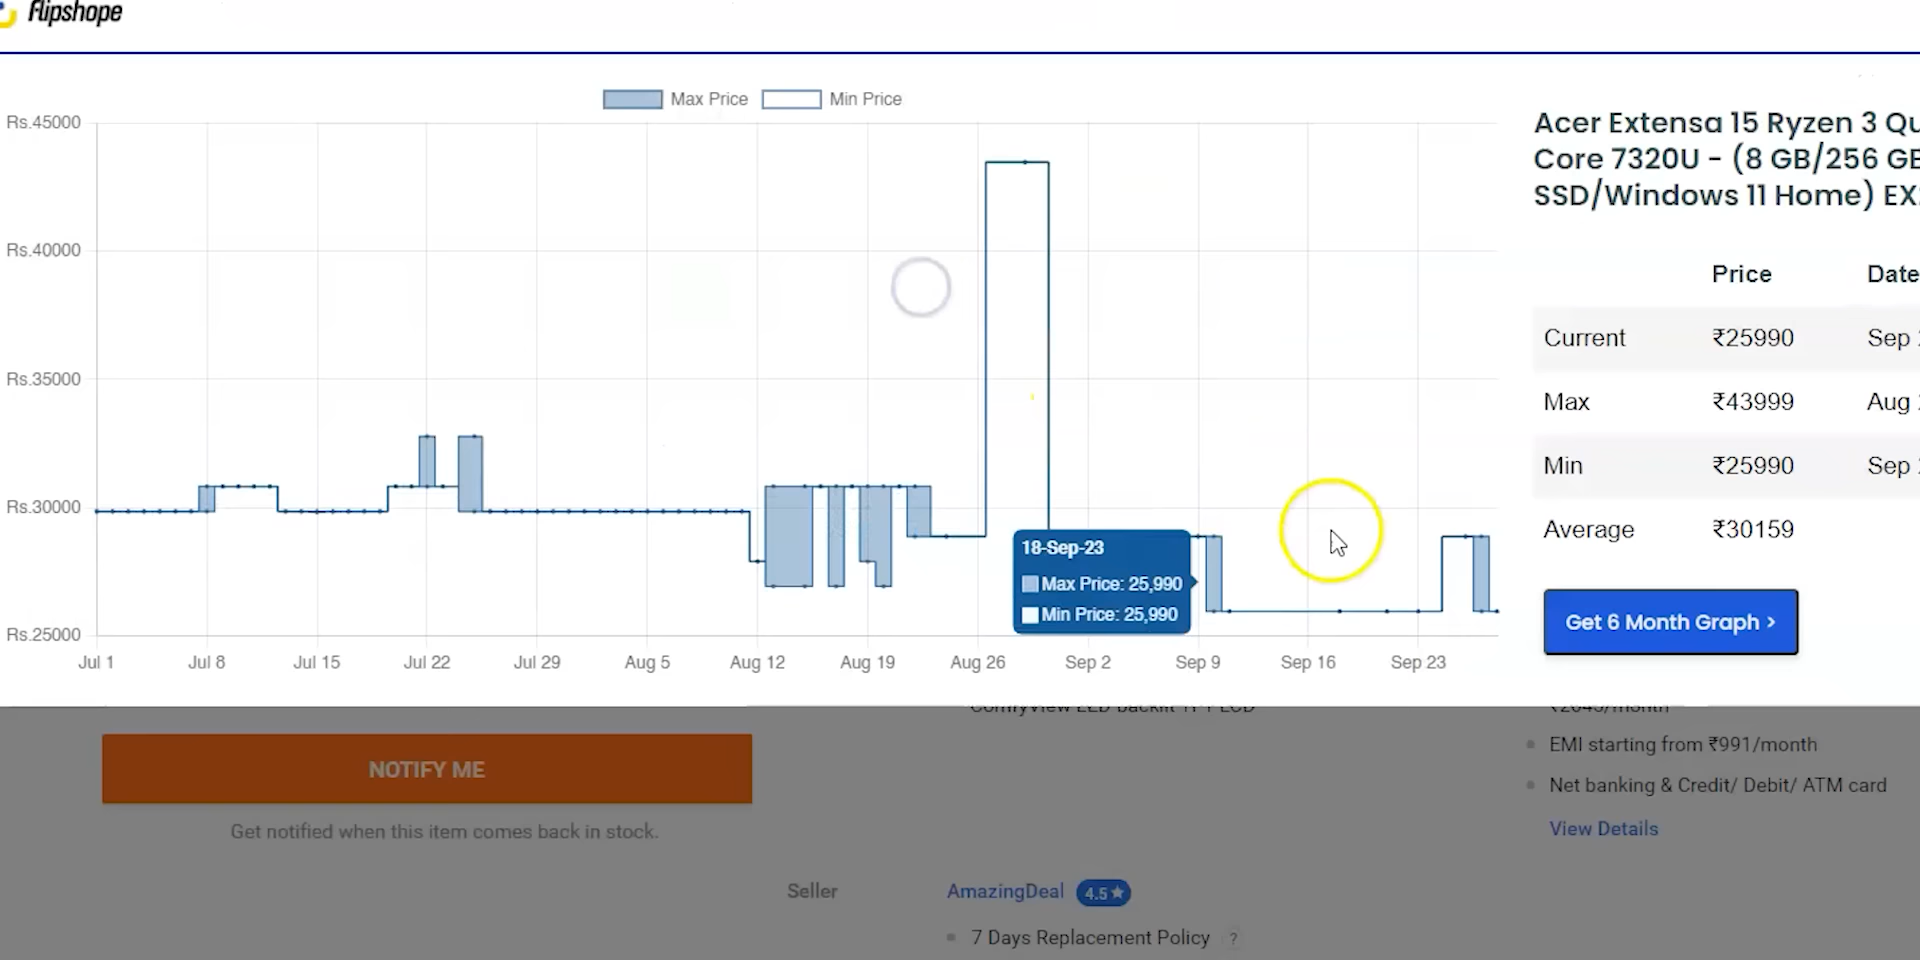 flipshope
Max Price
Min Price
Rs.45000
Rs.40000
Rs.35000
Rs.30000
Rs.25000
Jul 1
Jul 8
Jul 15
Jul 22
Jul 29
Aug 5
Aug 12
Aug 19
Aug 26
Sep 2
Sep 9
Sep 16
Sep 23
18-Sep-23
Max Price: 25,990
Min Price: 25,990
Acer Extensa 15 Ryzen 3 Qu
Core 7320U - (8 GB/256 GB
SSD/Windows 11 Home) EX
Price Date
Current ₹25990 Sep
Max ₹43999 Aug
Min ₹25990 Sep
Average ₹30159
Get 6 Month Graph >
ComfyView LED backlit TFT LCD
NOTIFY ME
Get notified when this item comes back in stock.
EMI starting from ₹991/month
Net banking & Credit/ Debit/ ATM card
View Details
Seller
AmazingDeal 4.5★
7 Days Replacement Policy ?